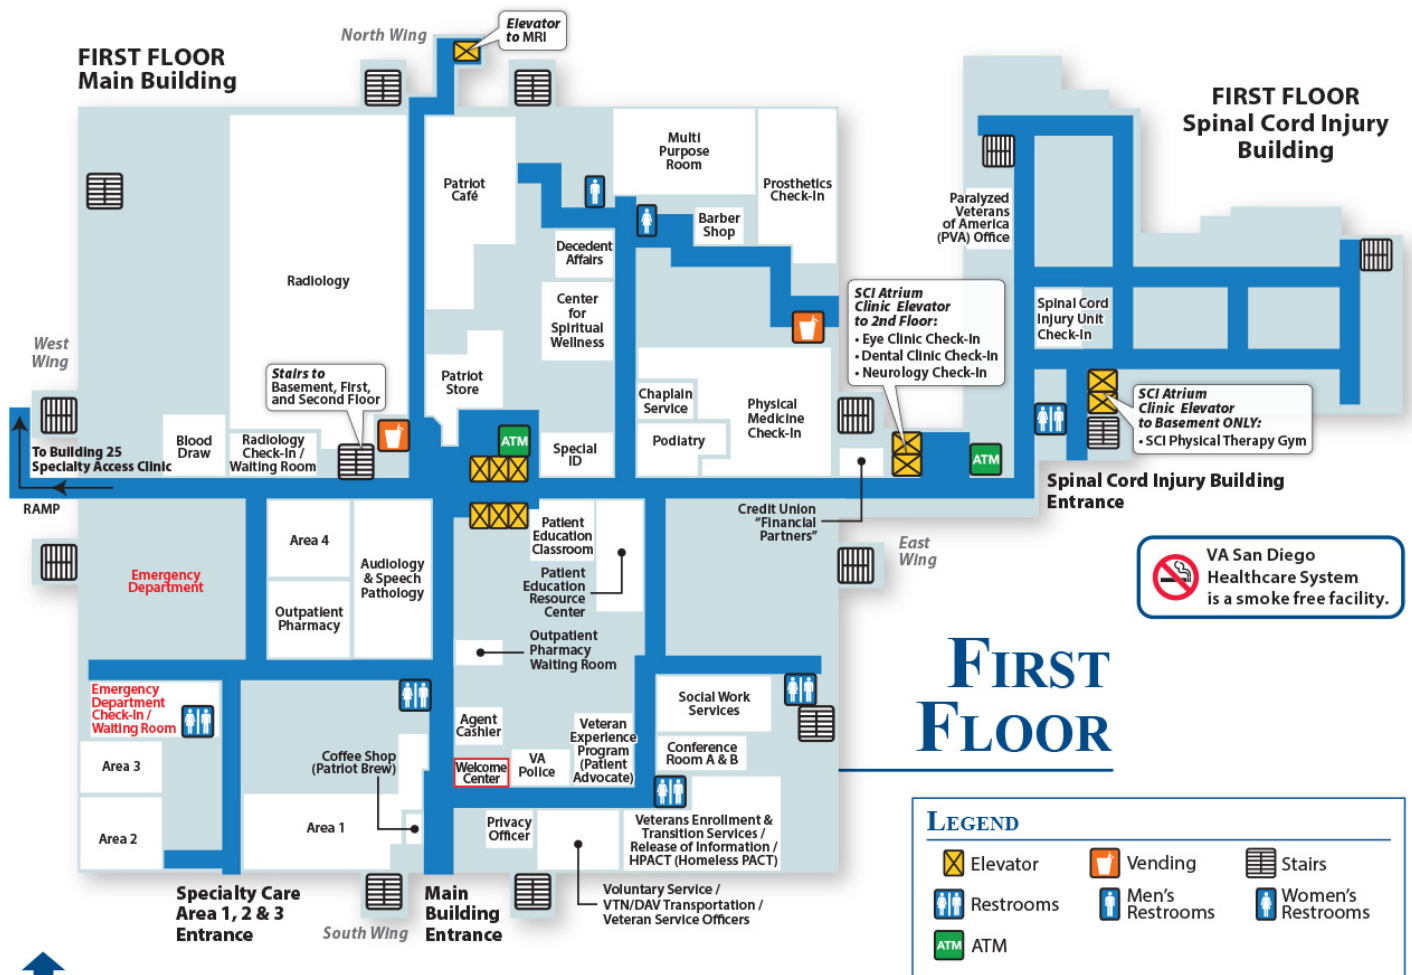 FIRST FLOOR
Main Building
North Wing
Elevator
to MRI
FIRST FLOOR
Spinal Cord Injury
Building
Multi
Purpose
Room
Patriot
Café
Prosthetics
Check-In
Barber
Shop
Paralyzed
Veterans
of America
(PVA) Office
Decedent
Affairs
Radiology
Center
for
Spiritual
Wellness
SCI Atrium
Clinic Elevator
to 2nd Floor:
• Eye Clinic Check-In
• Dental Clinic Check-In
• Neurology Check-In
Spinal Cord
Injury Unit
Check-In
West
Wing
Stairs to
Basement, First,
and Second Floor
Patriot
Store
Chaplain
Service
Physical
Medicine
Check-In
SCI Atrium
Clinic Elevator
to Basement ONLY:
• SCI Physical Therapy Gym
Blood
Draw
Radiology
Check-In /
Waiting Room
ATM
Special
ID
Podiatry
To Building 25
Specialty Access Clinic
ATM
Spinal Cord Injury Building
Entrance
RAMP
Credit Union
"Financial
Partners"
Area 4
Audiology
& Speech
Pathology
Patient
Education
Classroom
East
Wing
Emergency
Department
Patient
Education
Resource
Center
VA San Diego
Healthcare System
is a smoke free facility.
Outpatient
Pharmacy
Outpatient
Pharmacy
Waiting Room
FIRST
FLOOR
Emergency
Department
Check-In /
Waiting Room
Social Work
Services
Agent
Cashier
Veteran
Experience
Program
(Patient
Advocate)
Conference
Room A & B
Area 3
Coffee Shop
(Patriot Brew)
Welcome
Center
VA
Police
Area 2
Area 1
Privacy
Officer
Veterans Enrollment &
Transition Services /
Release of Information /
HPACT (Homeless PACT)
Specialty Care
Area 1, 2 & 3
Entrance
South Wing
Main
Building
Entrance
Voluntary Service /
VTN/DAV Transportation /
Veteran Service Officers
LEGEND
Elevator
Vending
Stairs
Restrooms
Men's
Restrooms
Women's
Restrooms
ATM
ATM